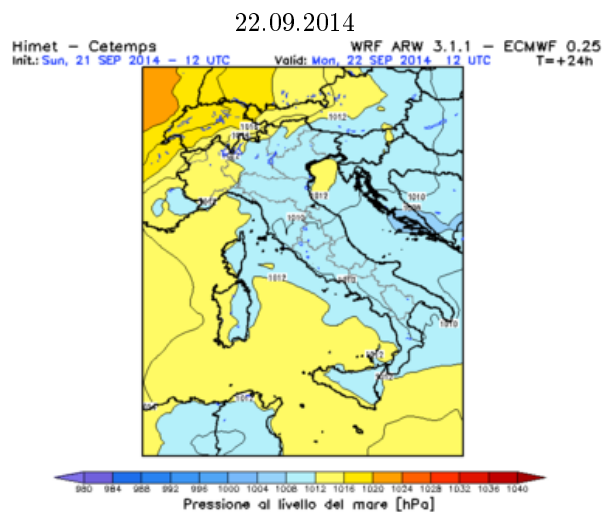 22.09.2014
Himet - Cetemps WRF ARW 3.1.1 - ECMWF 0.25
Init.: Sun, 21 SEP 2014 - 12 UTC Valid: Mon, 22 SEP 2014 12 UTC T=+24h
1012
1010
1012
1010
1012
1010
1010
1012
980 984 988 992 996 1000 1004 1008 1012 1016 1020 1024 1028 1032 1036 1040
Pressione al livello del mare [hPa]